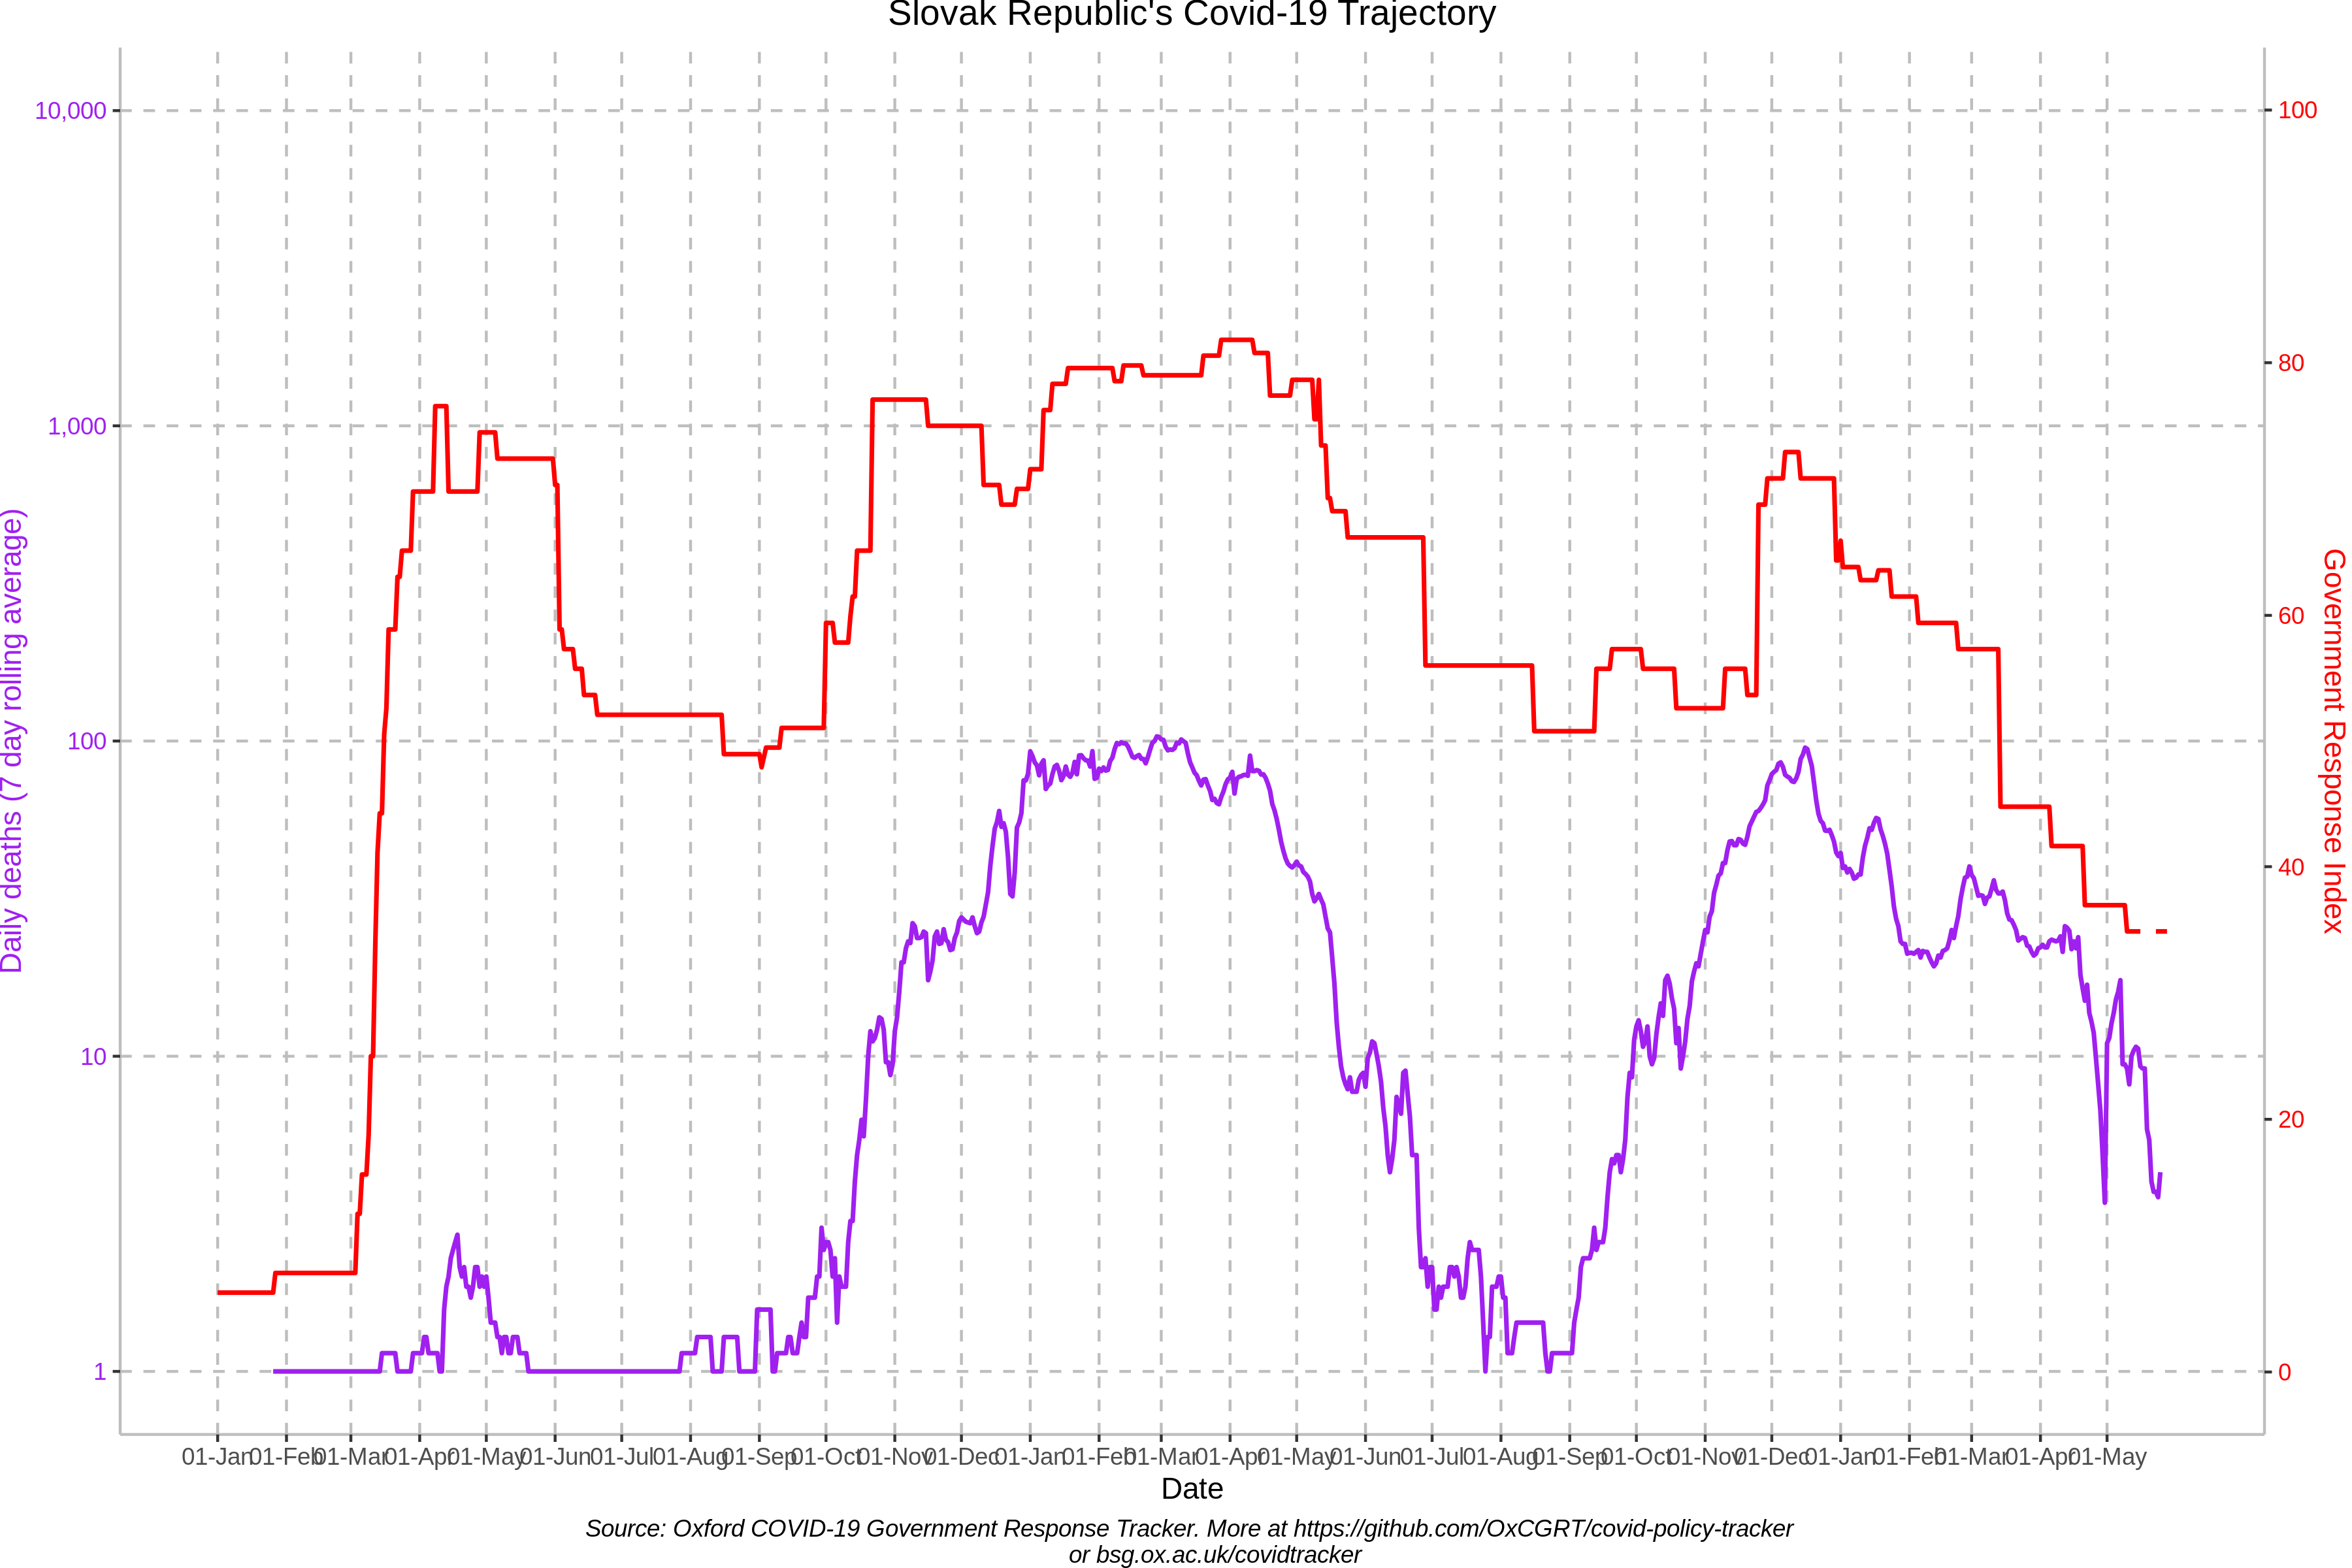 Slovak Republic's Covid-19 Trajectory
Daily deaths (7 day rolling average)
10,000
1,000
100
10
1
100
80
60
40
20
0
Government Response Index
01-Jan 01-Feb 01-Mar 01-Apr 01-May 01-Jun 01-Jul 01-Aug 01-Sep 01-Oct 01-Nov 01-Dec 01-Jan 01-Feb 01-Mar 01-Apr 01-May 01-Jun 01-Jul 01-Aug 01-Sep 01-Oct 01-Nov 01-Dec 01-Jan 01-Feb 01-Mar 01-Apr 01-May
Date
Source: Oxford COVID-19 Government Response Tracker. More at https://github.com/OxCGRT/covid-policy-tracker
or bsg.ox.ac.uk/covidtracker